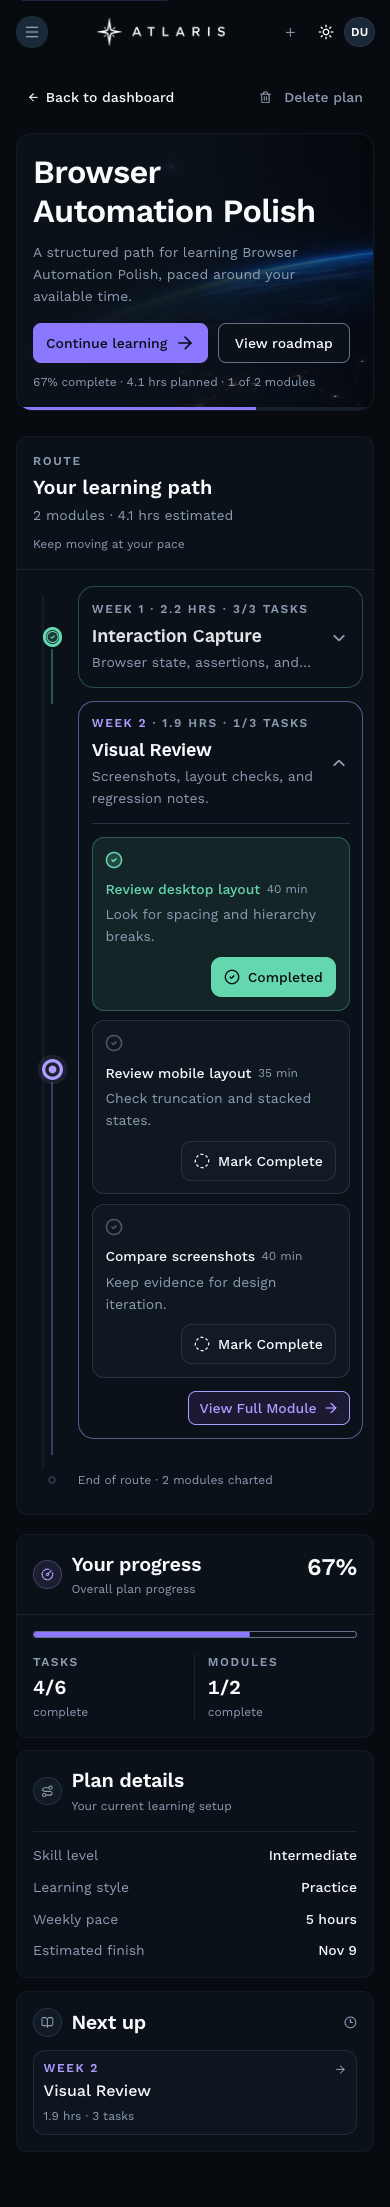 ATLARIS
DU
Back to dashboard
Delete plan
Browser
Automation Polish
A structured path for learning Browser
Automation Polish, paced around your
available time.
Continue learning
View roadmap
67% complete · 4.1 hrs planned · 1 of 2 modules
ROUTE
Your learning path
2 modules · 4.1 hrs estimated
Keep moving at your pace
WEEK 1 · 2.2 HRS · 3/3 TASKS
Interaction Capture
Browser state, assertions, and...
WEEK 2 · 1.9 HRS · 1/3 TASKS
Visual Review
Screenshots, layout checks, and
regression notes.
Review desktop layout 40 min
Look for spacing and hierarchy
breaks.
Completed
Review mobile layout 35 min
Check truncation and stacked
states.
Mark Complete
Compare screenshots 40 min
Keep evidence for design
iteration.
Mark Complete
View Full Module
End of route · 2 modules charted
Your progress
67%
Overall plan progress
TASKS
4/6
complete
MODULES
1/2
complete
Plan details
Your current learning setup
Skill level Intermediate
Learning style Practice
Weekly pace 5 hours
Estimated finish Nov 9
Next up
WEEK 2
Visual Review
1.9 hrs · 3 tasks